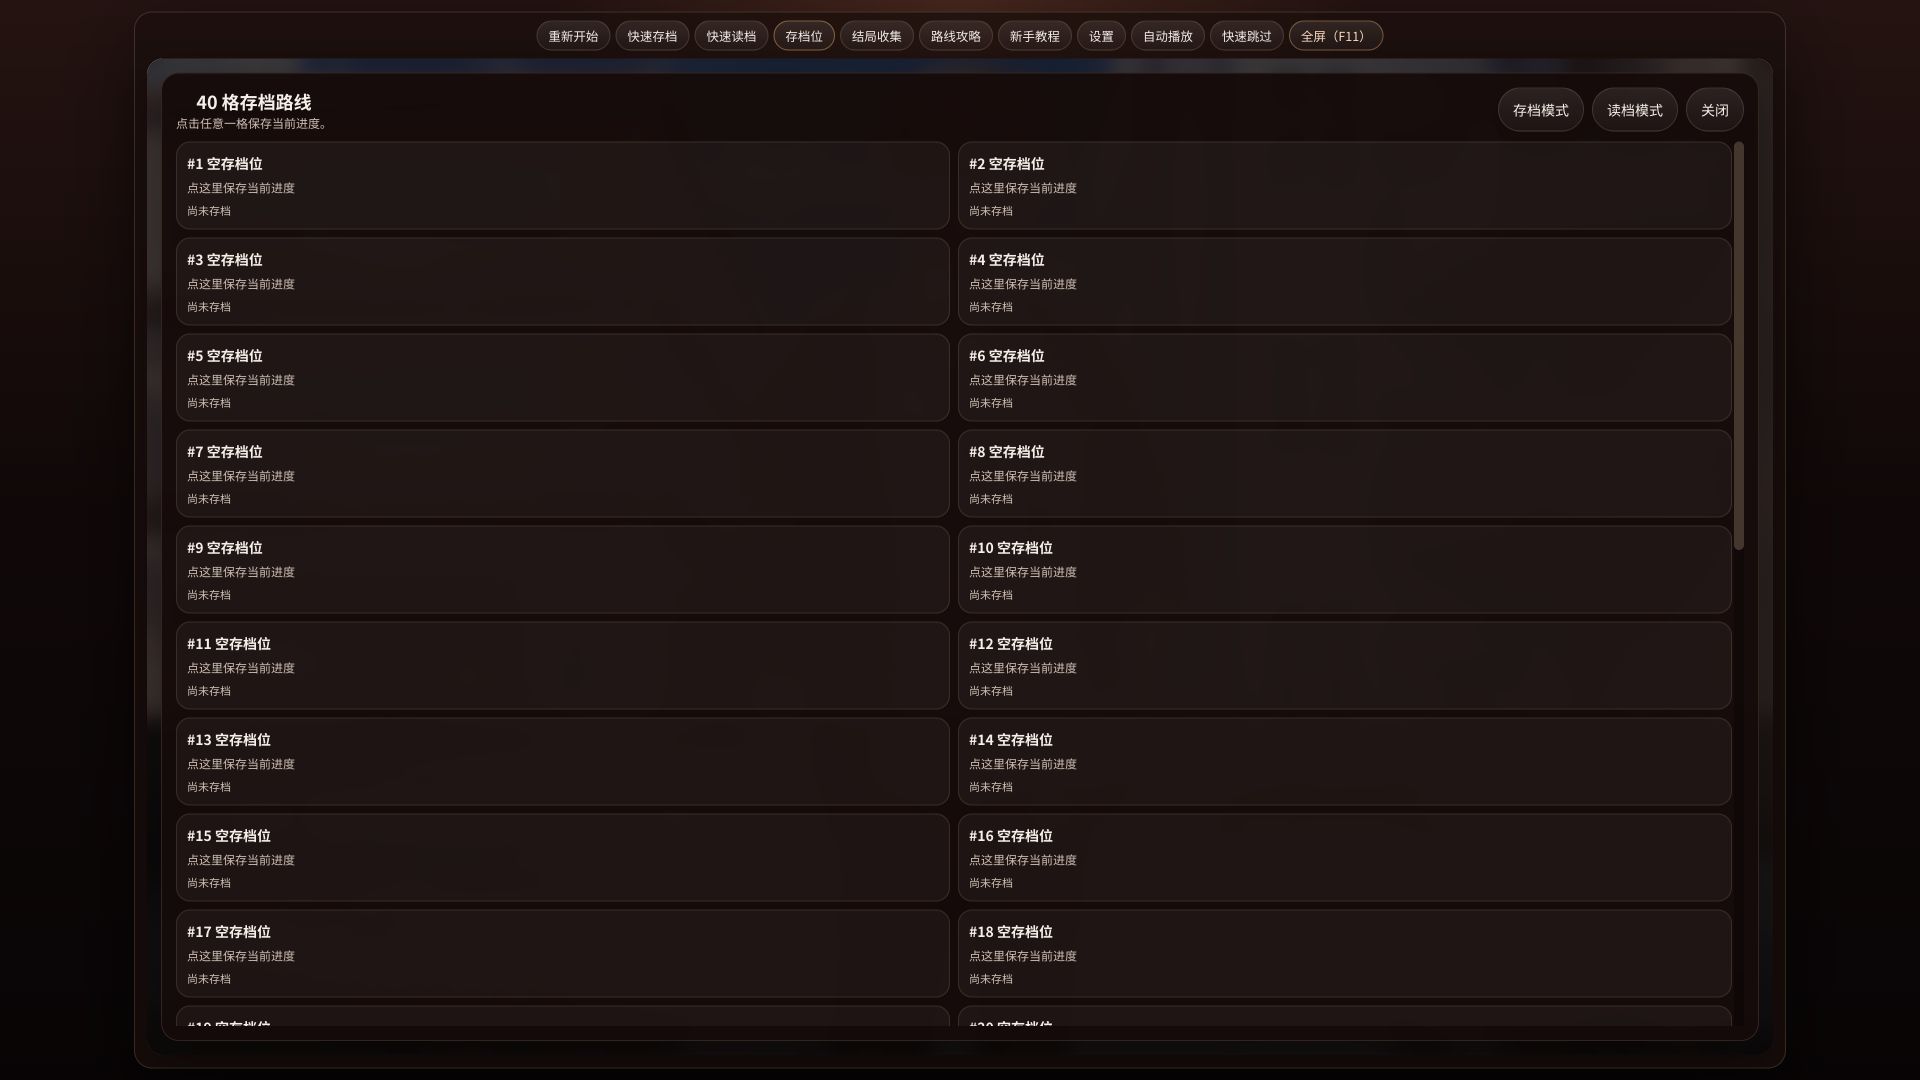 重新开始 快速存档 快速读档 存档位 结局收集 路线攻略 新手教程 设置 自动播放 快速跳过 全屏（F11）
40 格存档路线
点击任意一格保存当前进度。
存档模式 读档模式 关闭
#1 空存档位
点这里保存当前进度
尚未存档
#2 空存档位
点这里保存当前进度
尚未存档
#3 空存档位
点这里保存当前进度
尚未存档
#4 空存档位
点这里保存当前进度
尚未存档
#5 空存档位
点这里保存当前进度
尚未存档
#6 空存档位
点这里保存当前进度
尚未存档
#7 空存档位
点这里保存当前进度
尚未存档
#8 空存档位
点这里保存当前进度
尚未存档
#9 空存档位
点这里保存当前进度
尚未存档
#10 空存档位
点这里保存当前进度
尚未存档
#11 空存档位
点这里保存当前进度
尚未存档
#12 空存档位
点这里保存当前进度
尚未存档
#13 空存档位
点这里保存当前进度
尚未存档
#14 空存档位
点这里保存当前进度
尚未存档
#15 空存档位
点这里保存当前进度
尚未存档
#16 空存档位
点这里保存当前进度
尚未存档
#17 空存档位
点这里保存当前进度
尚未存档
#18 空存档位
点这里保存当前进度
尚未存档
#19 空存档位
#20 空存档位